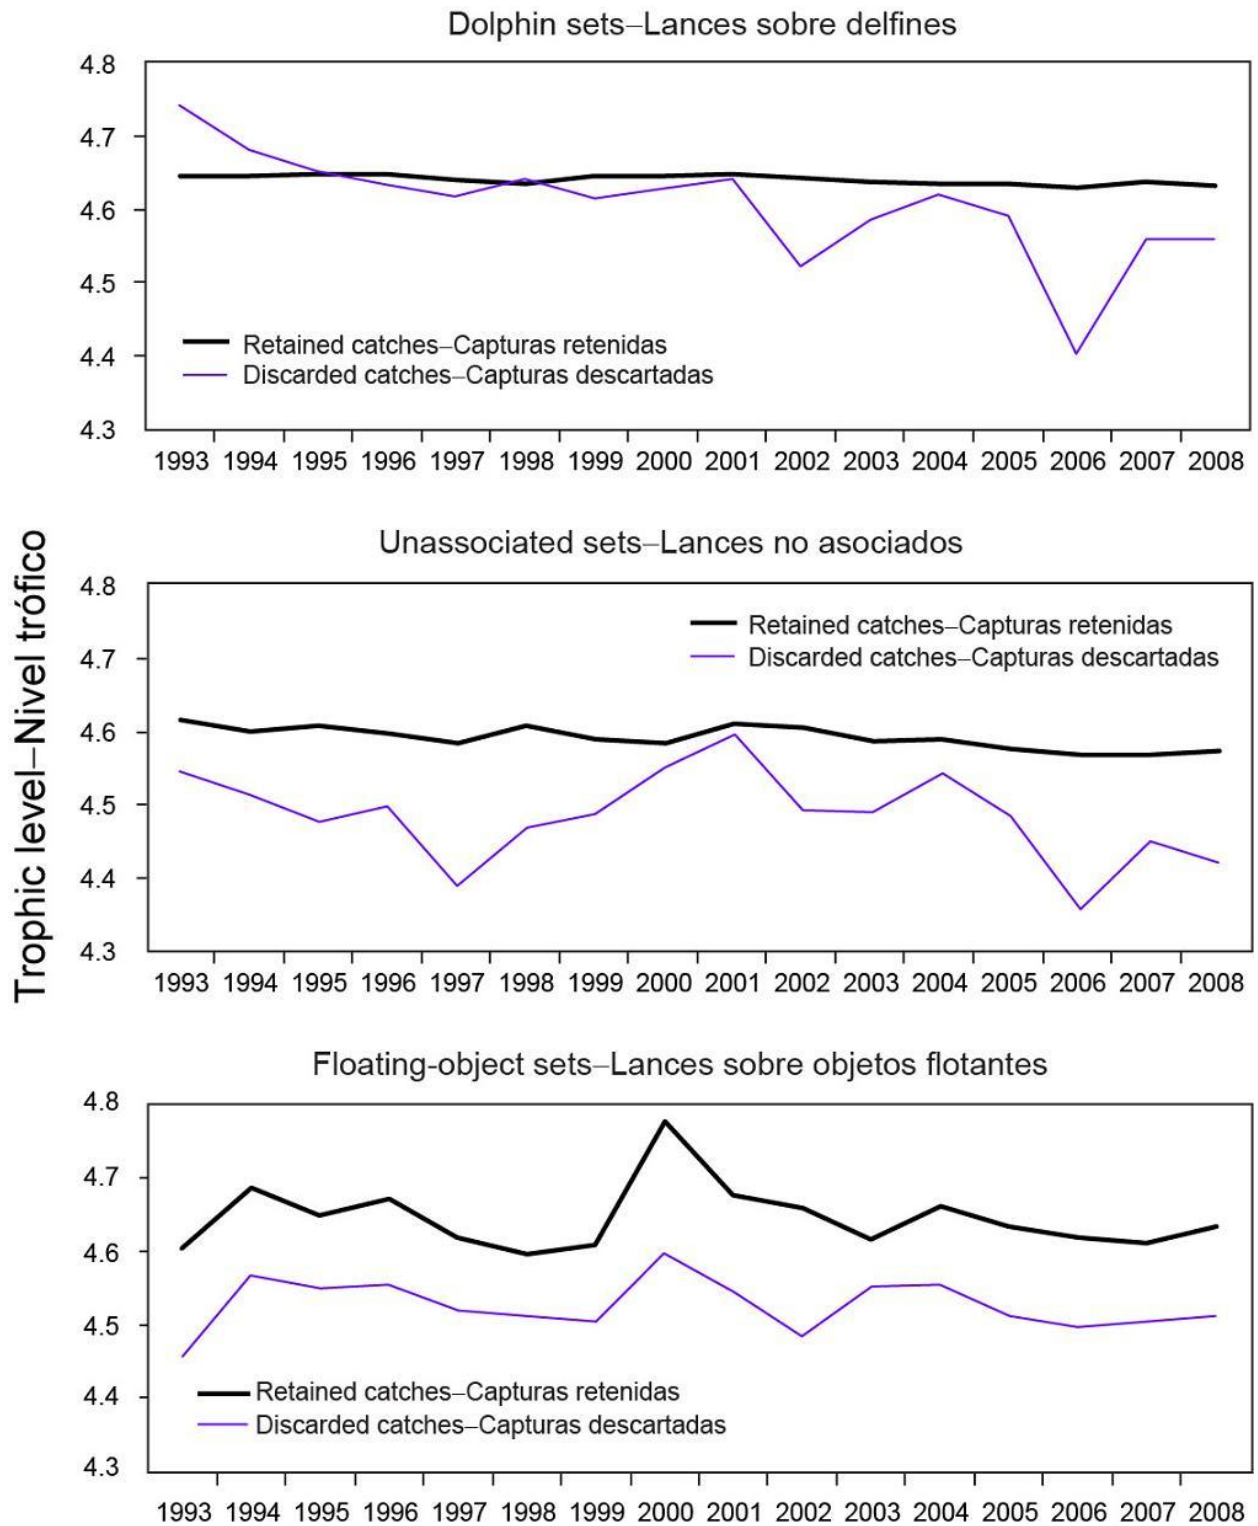 Dolphin sets–Lances sobre delfines
4.8
4.7
4.6
4.5
4.4
4.3
Retained catches–Capturas retenidas
Discarded catches–Capturas descartadas
1993 1994 1995 1996 1997 1998 1999 2000 2001 2002 2003 2004 2005 2006 2007 2008
Trophic level–Nivel trófico
Unassociated sets–Lances no asociados
4.8
4.7
4.6
4.5
4.4
4.3
Retained catches–Capturas retenidas
Discarded catches–Capturas descartadas
1993 1994 1995 1996 1997 1998 1999 2000 2001 2002 2003 2004 2005 2006 2007 2008
Floating-object sets–Lances sobre objetos flotantes
4.8
4.7
4.6
4.5
4.4
4.3
Retained catches–Capturas retenidas
Discarded catches–Capturas descartadas
1993 1994 1995 1996 1997 1998 1999 2000 2001 2002 2003 2004 2005 2006 2007 2008